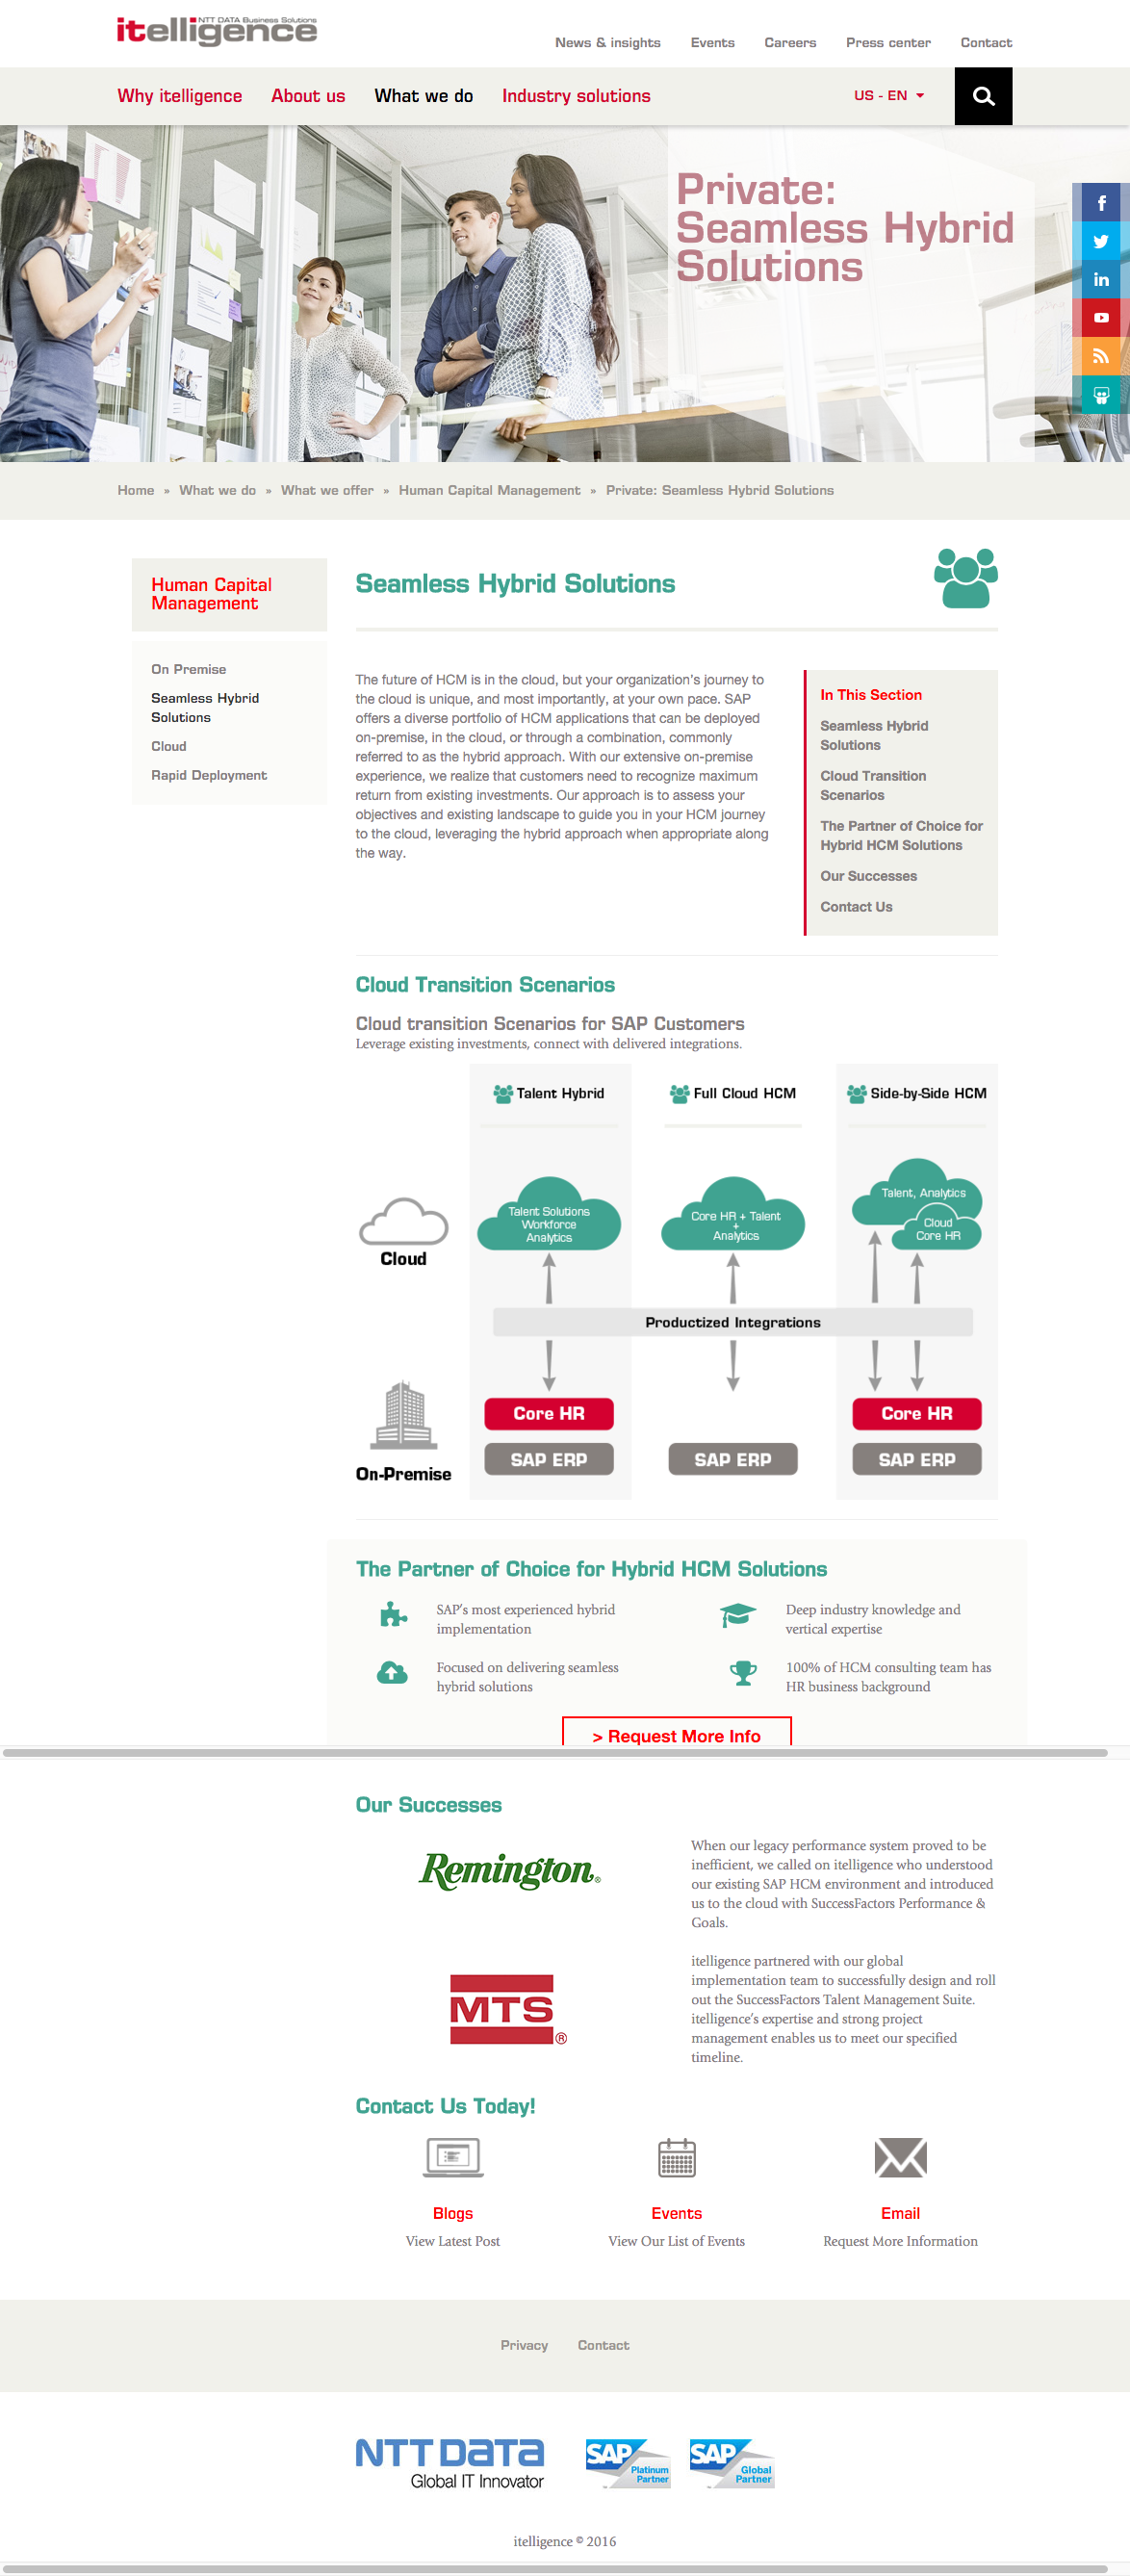 itelligence
NTT DATA Business Solutions
News & insights Events Careers Press center Contact
Why itelligence About us What we do Industry solutions US - EN
Private:
Seamless Hybrid
Solutions
Home » What we do » What we offer » Human Capital Management » Private: Seamless Hybrid Solutions
Human Capital
Management
On Premise
Seamless Hybrid
Solutions
Cloud
Rapid Deployment
Seamless Hybrid Solutions
The future of HCM is in the cloud, but your organization's journey to
the cloud is unique, and most importantly, at your own pace. SAP
offers a diverse portfolio of HCM applications that can be deployed
on-premise, in the cloud, or through a combination, commonly
referred to as the hybrid approach. With our extensive on-premise
experience, we realize that customers need to recognize maximum
return from existing investments. Our approach is to assess your
objectives and existing landscape to guide you in your HCM journey
to the cloud, leveraging the hybrid approach when appropriate along
the way.
In This Section
Seamless Hybrid
Solutions
Cloud Transition
Scenarios
The Partner of Choice for
Hybrid HCM Solutions
Our Successes
Contact Us
Cloud Transition Scenarios
Cloud transition Scenarios for SAP Customers
Leverage existing investments, connect with delivered integrations.
Talent Hybrid Full Cloud HCM Side-by-Side HCM
Cloud
Talent Solutions
Workforce
Analytics
Core HR + Talent
+
Analytics
Talent, Analytics
Cloud
Core HR
Productized Integrations
Core HR Core HR
SAP ERP SAP ERP SAP ERP
On-Premise
The Partner of Choice for Hybrid HCM Solutions
SAP's most experienced hybrid
implementation
Deep industry knowledge and
vertical expertise
Focused on delivering seamless
hybrid solutions
100% of HCM consulting team has
HR business background
> Request More Info
Our Successes
Remington®
When our legacy performance system proved to be
inefficient, we called on itelligence who understood
our existing SAP HCM environment and introduced
us to the cloud with SuccessFactors Performance &
Goals.
MTS®
itelligence partnered with our global
implementation team to successfully design and roll
out the SuccessFactors Talent Management Suite.
itelligence's expertise and strong project
management enables us to meet our specified
timeline.
Contact Us Today!
Blogs Events Email
View Latest Post View Our List of Events Request More Information
Privacy Contact
NTT DATA
Global IT Innovator
SAP Platinum
Partner
SAP Global
Partner
itelligence © 2016